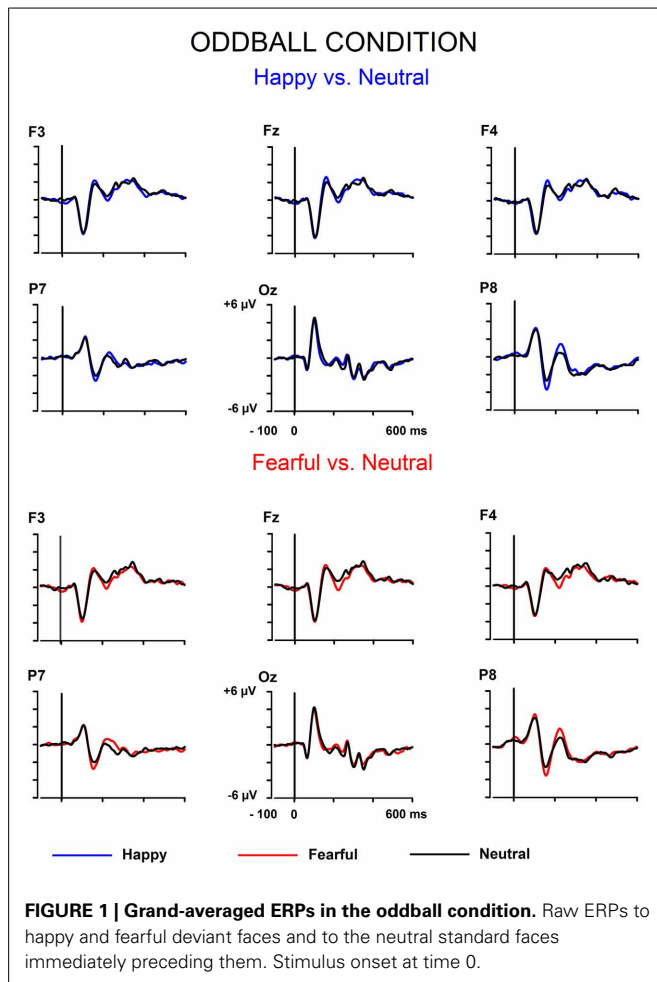 ODDBALL CONDITION
Happy vs. Neutral
F3 Fz F4
P7 Oz P8
+6 µV
-6 µV
- 100 0 600 ms
Fearful vs. Neutral
F3 Fz F4
P7 Oz P8
+6 µV
-6 µV
- 100 0 600 ms
Happy Fearful Neutral
FIGURE 1 | Grand-averaged ERPs in the oddball condition. Raw ERPs to
happy and fearful deviant faces and to the neutral standard faces
immediately preceding them. Stimulus onset at time 0.